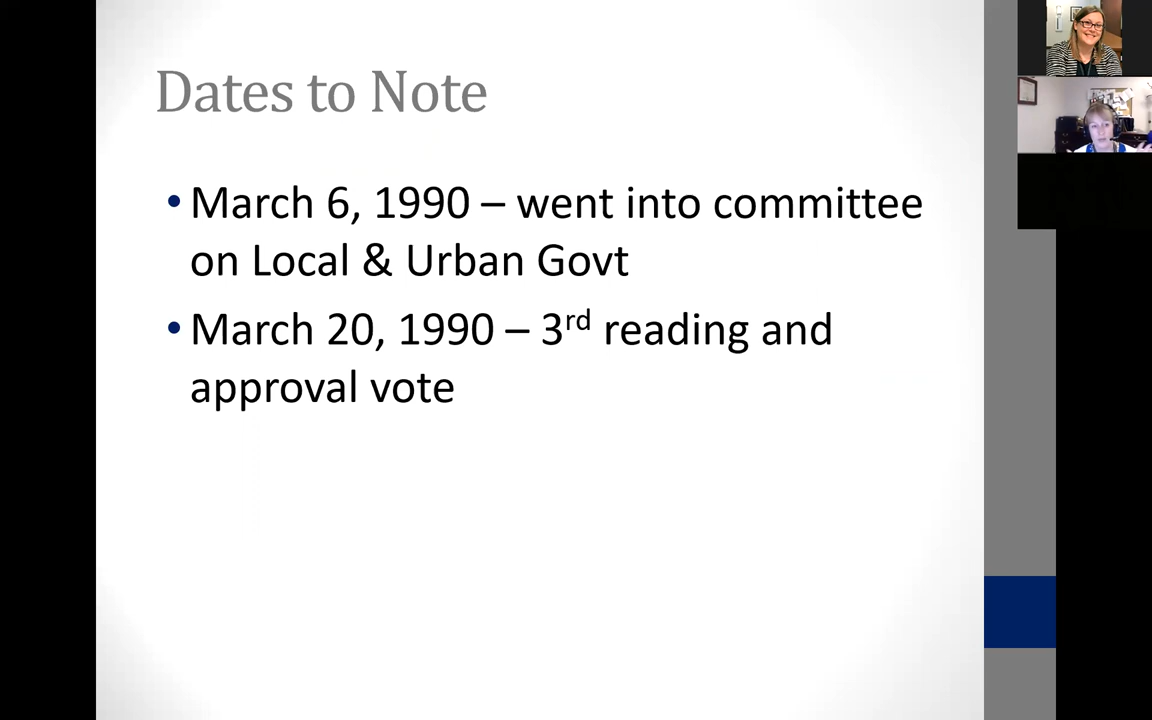 Dates to Note
• March 6, 1990 – went into committee
on Local & Urban Govt
• March 20, 1990 – 3rd reading and
approval vote